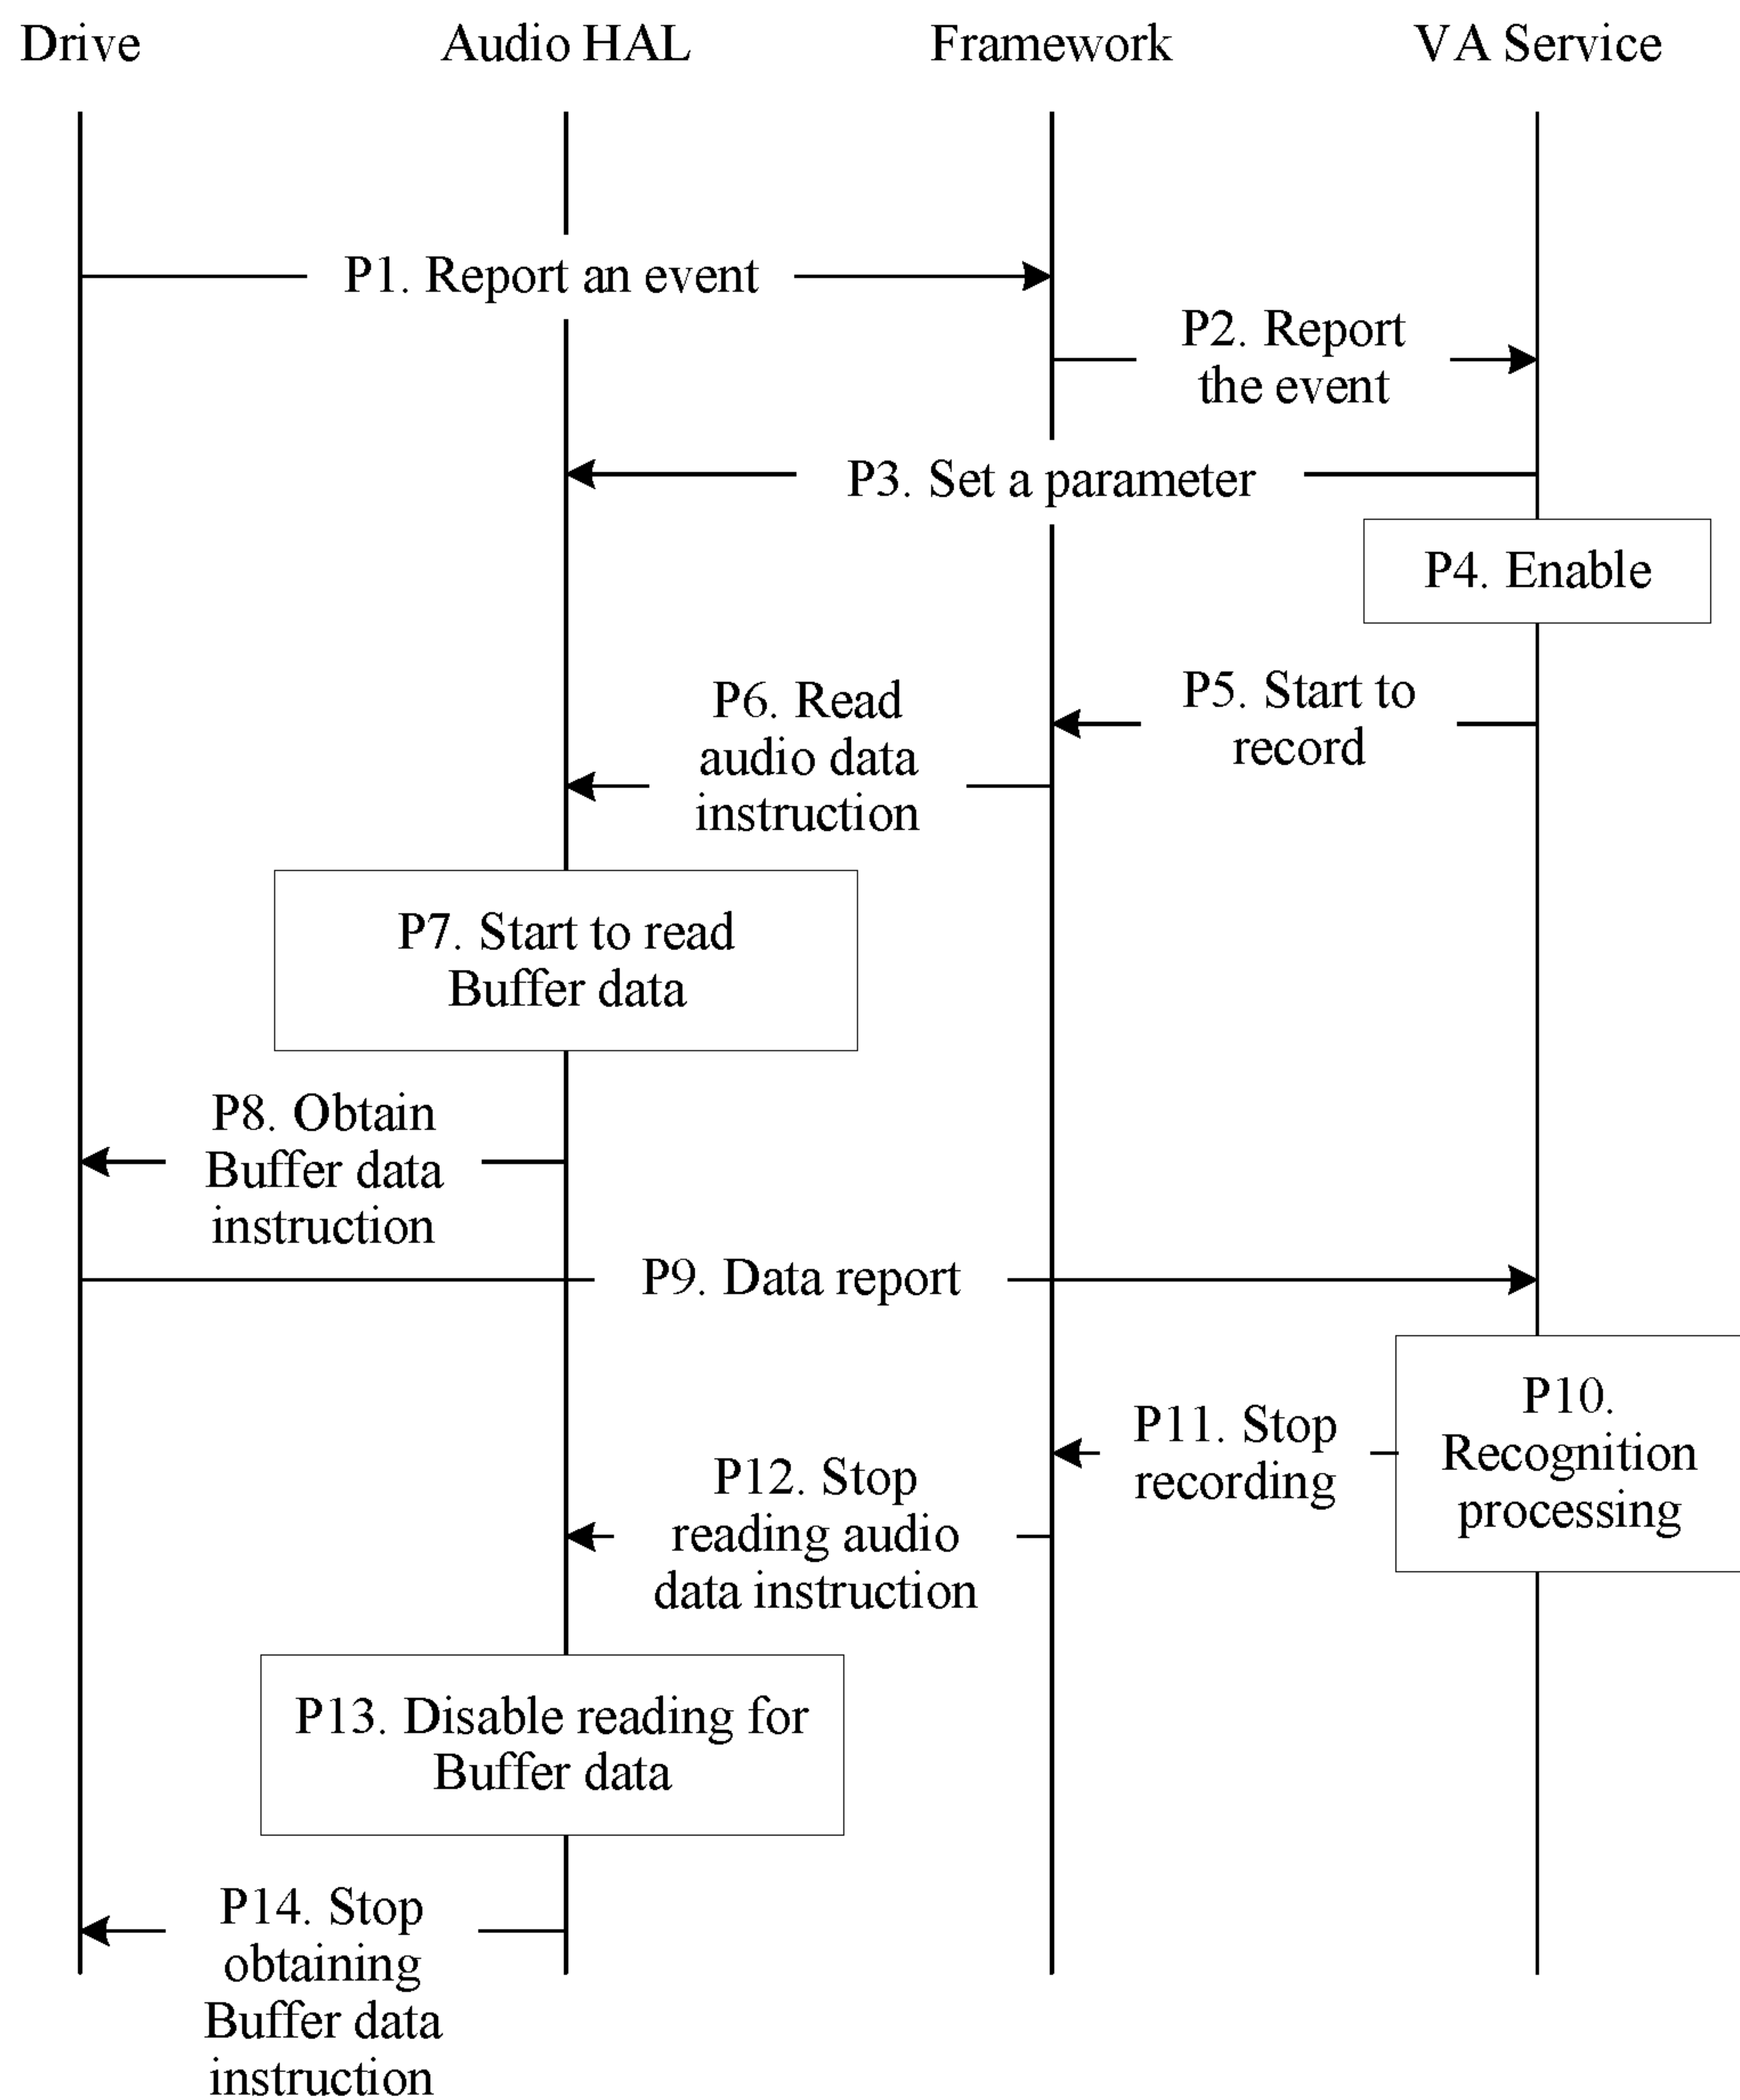 Drive
Audio HAL
Framework
VA Service
P1. Report an event
P2. Report
the event
P3. Set a parameter
P4. Enable
P5. Start to
record
P6. Read
audio data
instruction
P7. Start to read
Buffer data
P8. Obtain
Buffer data
instruction
P9. Data report
P10.
Recognition
processing
P11. Stop
recording
P12. Stop
reading audio
data instruction
P13. Disable reading for
Buffer data
P14. Stop
obtaining
Buffer data
instruction